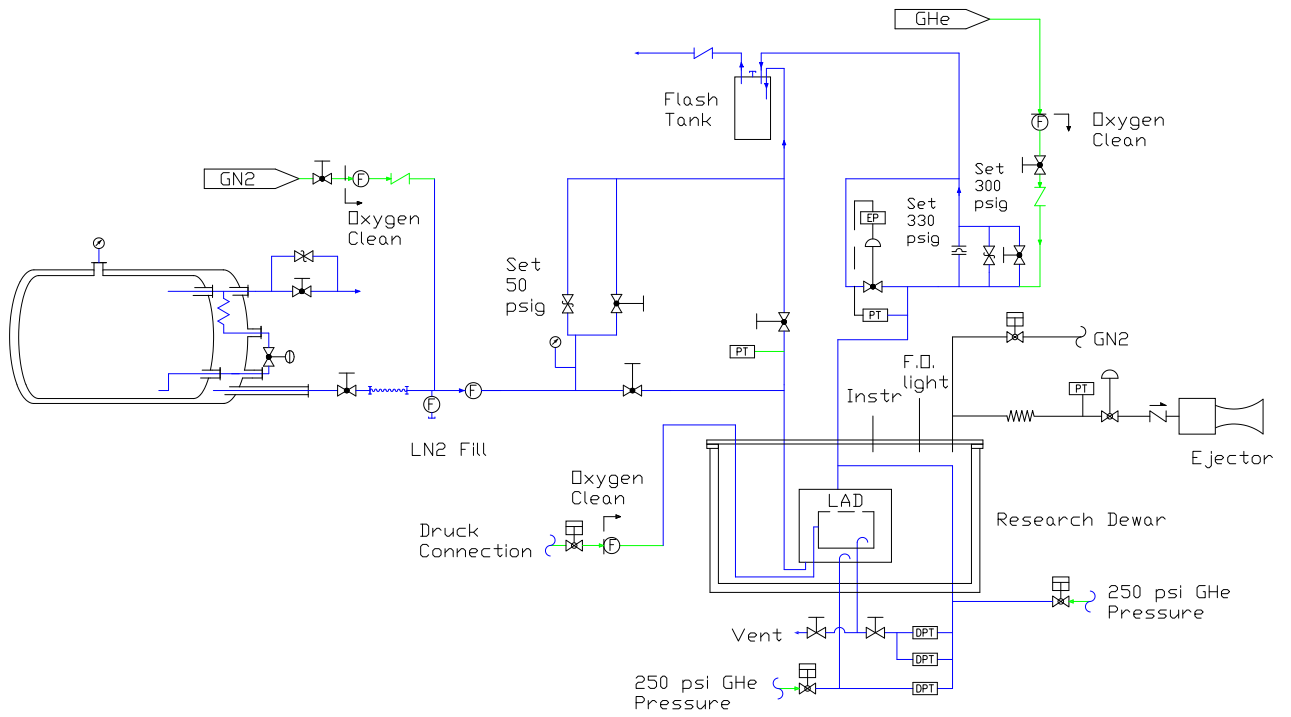 GHe
Flash
Tank
F
Oxygen
Clean
Set
300
psig
GN2
F
Oxygen
Clean
EP
Set
330
psig
Set
50
psig
PT
PT
GN2
F.O.
light
Instr
PT
F
F
LN2 Fill
Ejector
Oxygen
Clean
LAD
Research Dewar
Druck
Connection
F
250 psi GHe
Pressure
Vent
DPT
DPT
250 psi GHe
Pressure
DPT